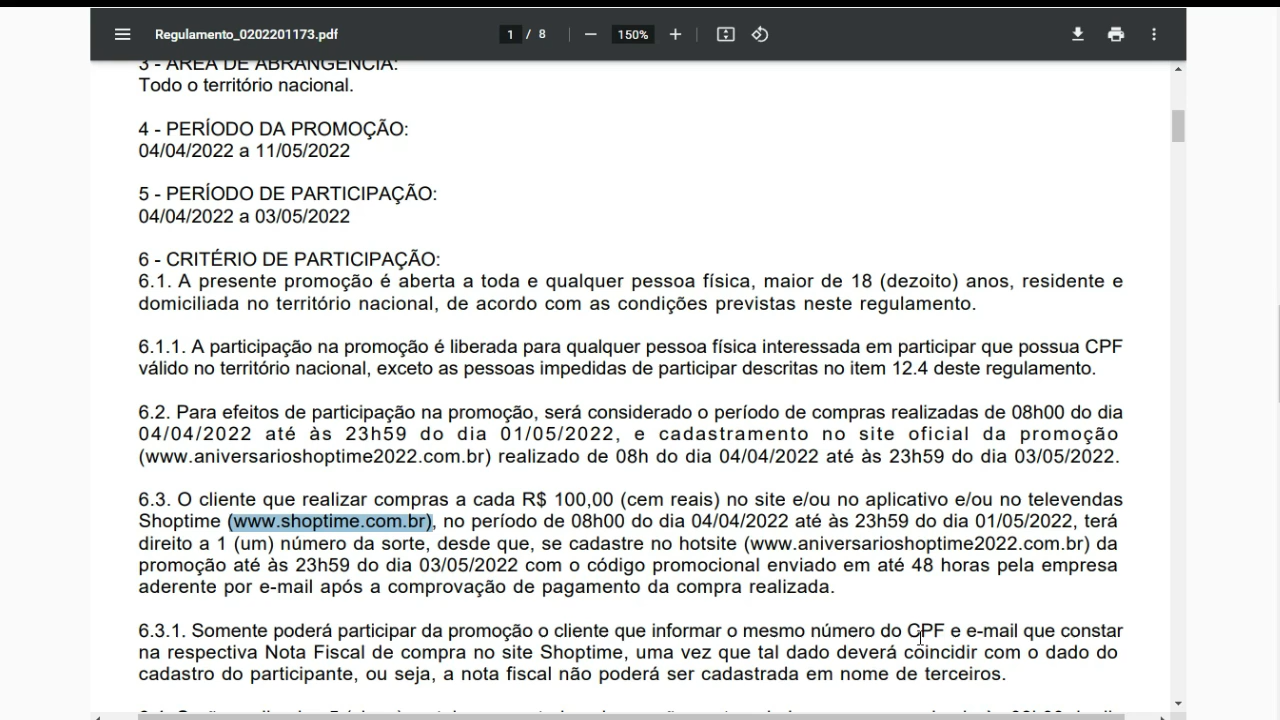 Regulamento_0202201173.pdf
1 / 8
150%
3 - ÁREA DE ABRANGÊNCIA:
Todo o território nacional.
4 - PERÍODO DA PROMOÇÃO:
04/04/2022 a 11/05/2022
5 - PERÍODO DE PARTICIPAÇÃO:
04/04/2022 a 03/05/2022
6 - CRITÉRIO DE PARTICIPAÇÃO:
6.1. A presente promoção é aberta a toda e qualquer pessoa física, maior de 18 (dezoito) anos, residente e
domiciliada no território nacional, de acordo com as condições previstas neste regulamento.
6.1.1. A participação na promoção é liberada para qualquer pessoa física interessada em participar que possua CPF
válido no território nacional, exceto as pessoas impedidas de participar descritas no item 12.4 deste regulamento.
6.2. Para efeitos de participação na promoção, será considerado o período de compras realizadas de 08h00 do dia
04/04/2022 até às 23h59 do dia 01/05/2022, e cadastramento no site oficial da promoção
(www.aniversarioshoptime2022.com.br) realizado de 08h do dia 04/04/2022 até às 23h59 do dia 03/05/2022.
6.3. O cliente que realizar compras a cada R$ 100,00 (cem reais) no site e/ou no aplicativo e/ou no televendas
Shoptime (www.shoptime.com.br), no período de 08h00 do dia 04/04/2022 até às 23h59 do dia 01/05/2022, terá
direito a 1 (um) número da sorte, desde que, se cadastre no hotsite (www.aniversarioshoptime2022.com.br) da
promoção até às 23h59 do dia 03/05/2022 com o código promocional enviado em até 48 horas pela empresa
aderente por e-mail após a comprovação de pagamento da compra realizada.
6.3.1. Somente poderá participar da promoção o cliente que informar o mesmo número do CPF e e-mail que constar
na respectiva Nota Fiscal de compra no site Shoptime, uma vez que tal dado deverá coincidir com o dado do
cadastro do participante, ou seja, a nota fiscal não poderá ser cadastrada em nome de terceiros.